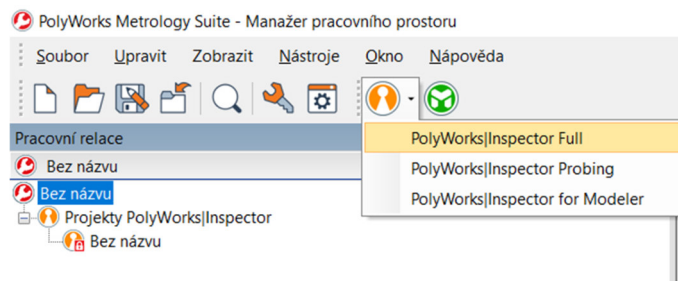 PolyWorks Metrology Suite - Manažer pracovního prostoru
Soubor Upravit Zobrazit Nástroje Okno Nápověda
Pracovní relace
PolyWorks|Inspector Full
Bez názvu
PolyWorks|Inspector Probing
Bez názvu
PolyWorks|Inspector for Modeler
Projekty PolyWorks|Inspector
Bez názvu